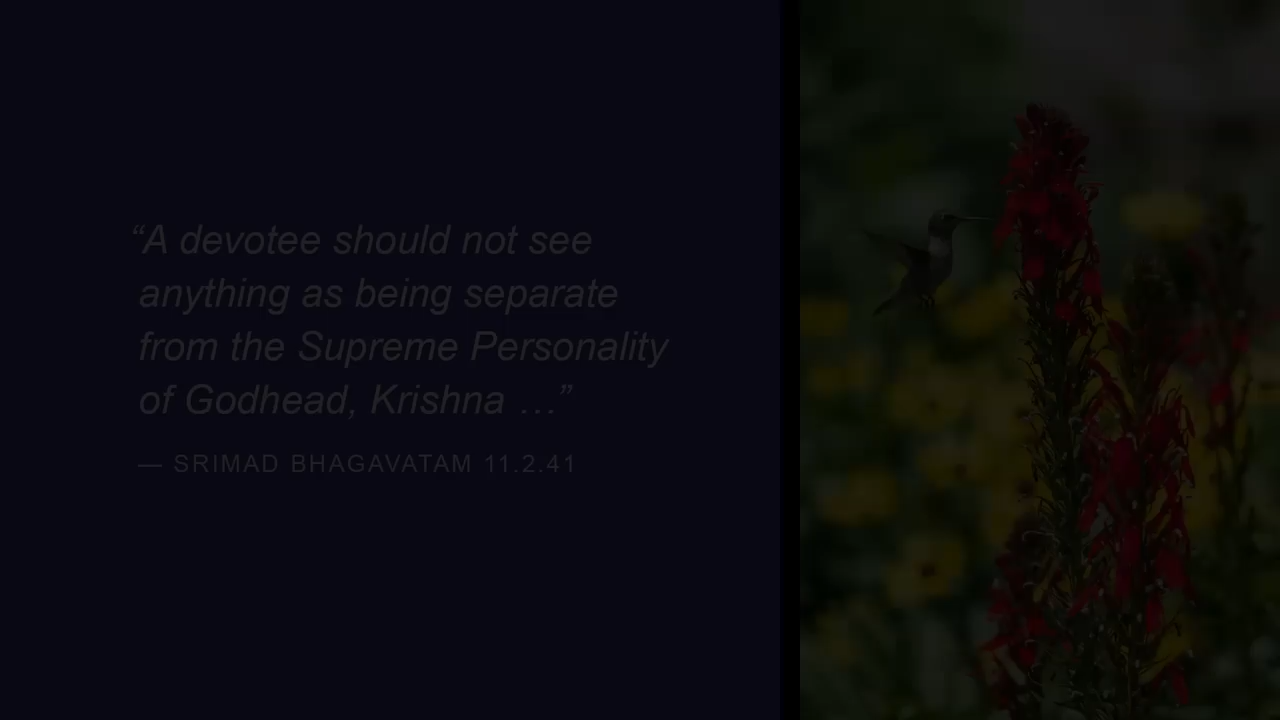 “A devotee should not see
anything as being separate
from the Supreme Personality
of Godhead, Krishna …”
— SRIMAD BHAGAVATAM 11.2.41